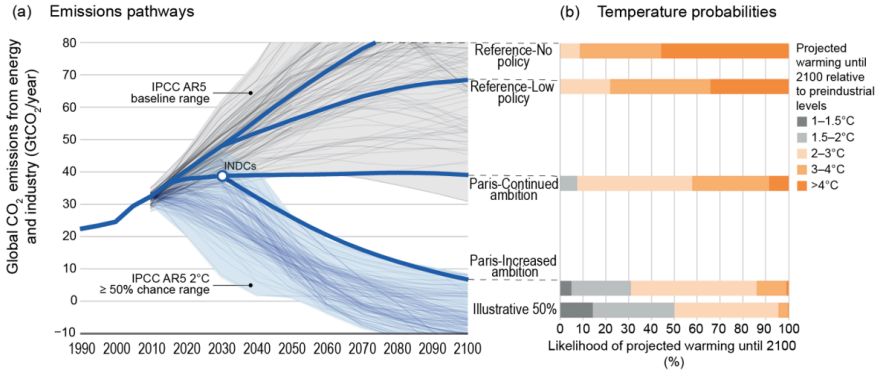 (a) Emissions pathways
(b) Temperature probabilities
Global CO₂ emissions from energy
and industry (GtCO₂/year)
80
70
60
50
40
30
20
10
0
−10
IPCC AR5
baseline range
INDCs
IPCC AR5 2°C
≥ 50% chance range
1990 2000 2010 2020 2030 2040 2050 2060 2070 2080 2090 2100
Reference-No
policy
Reference-Low
policy
Paris-Continued
ambition
Paris-Increased
ambition
Illustrative 50%
0 10 20 30 40 50 60 70 80 90 100
Likelihood of projected warming until 2100
(%)
Projected
warming until
2100 relative
to preindustrial
levels
1–1.5°C
1.5–2°C
2–3°C
3–4°C
>4°C